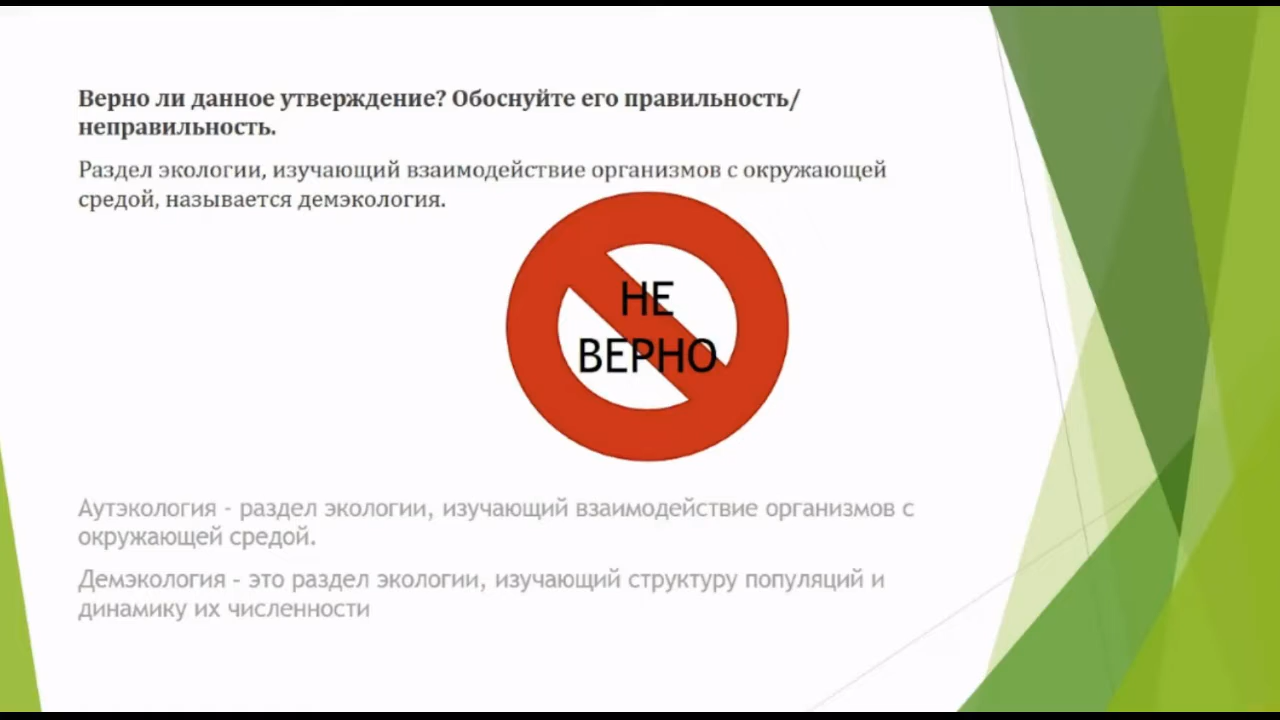 Верно ли данное утверждение? Обоснуйте его правильность/
неправильность.
Раздел экологии, изучающий взаимодействие организмов с окружающей
средой, называется демэкология.
НЕ
ВЕРНО
Аутэкология - раздел экологии, изучающий взаимодействие организмов с
окружающей средой.
Демэкология – это раздел экологии, изучающий структуру популяций и
динамику их численности